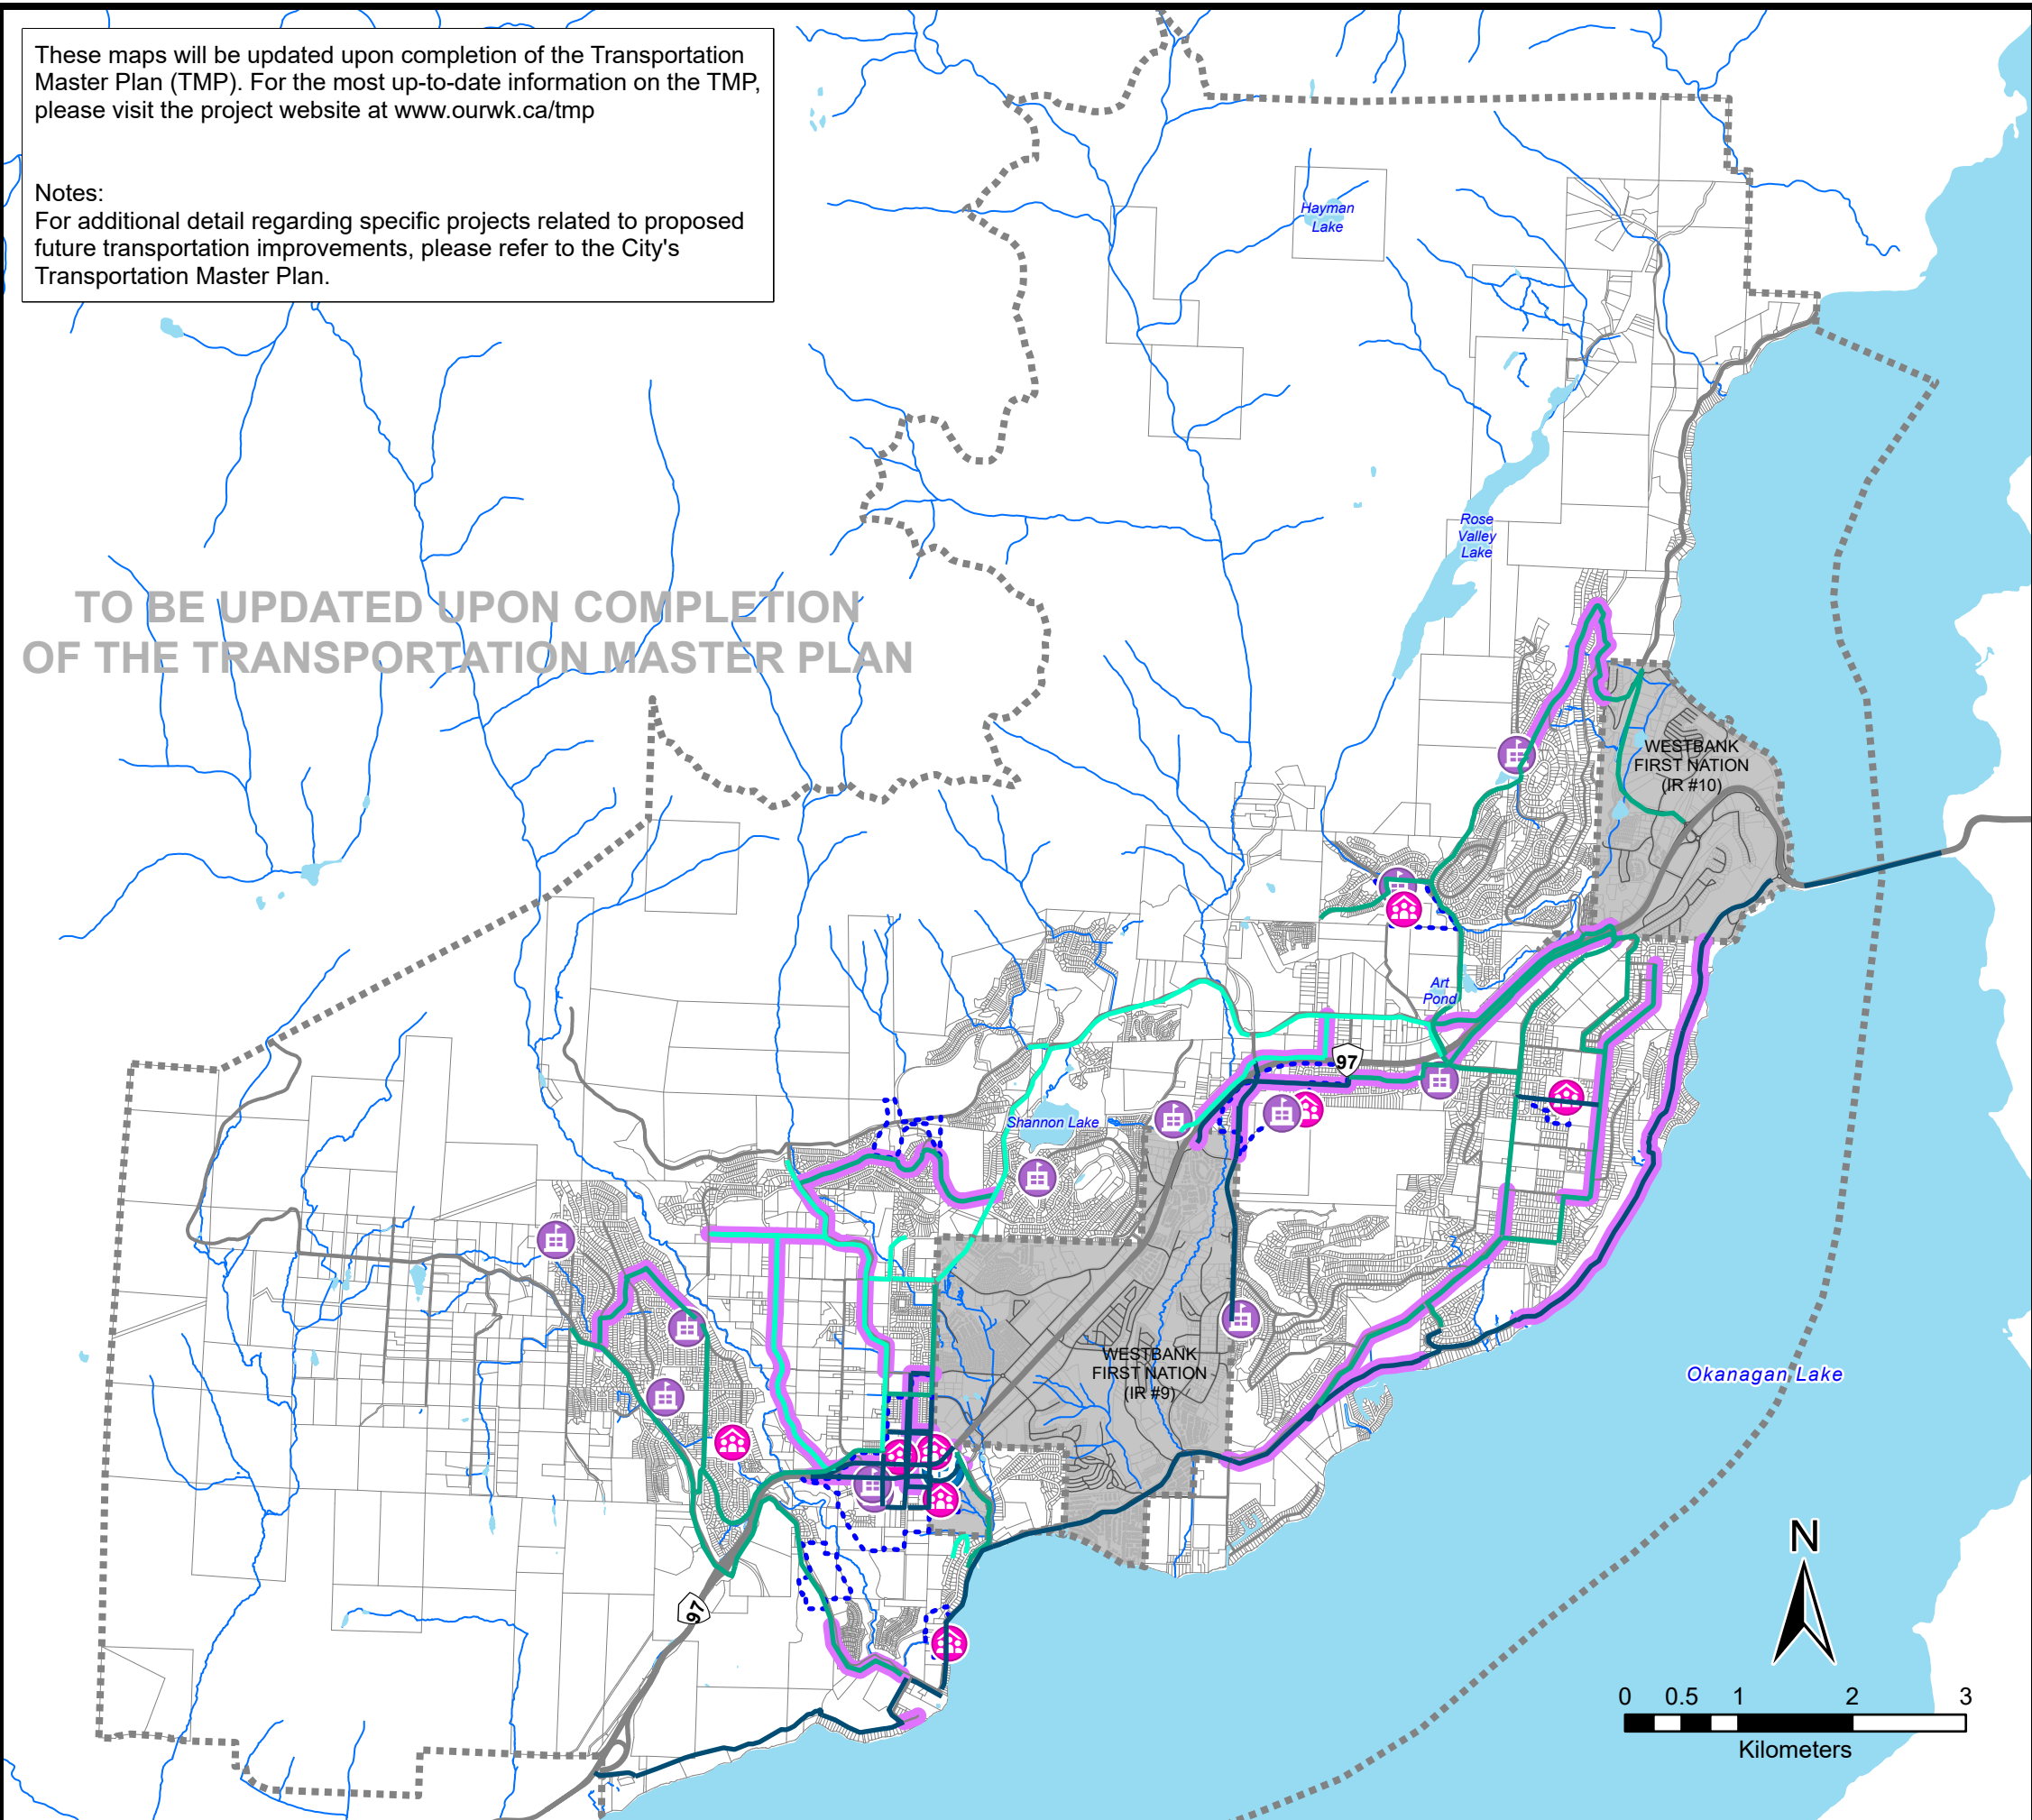 These maps will be updated upon completion of the Transportation
Master Plan (TMP). For the most up-to-date information on the TMP,
please visit the project website at www.ourwk.ca/tmp
Notes:
For additional detail regarding specific projects related to proposed
future transportation improvements, please refer to the City's
Transportation Master Plan.
Hayman
Lake
Rose
Valley
Lake
TO BE UPDATED UPON COMPLETION
OF THE TRANSPORTATION MASTER PLAN
WESTBANK
FIRST NATION
(IR #10)
Art
Pond
97
Shannon Lake
WESTBANK
FIRST NATION
(IR #9)
Okanagan Lake
N
97
0 0.5 1 2 3
Kilometers